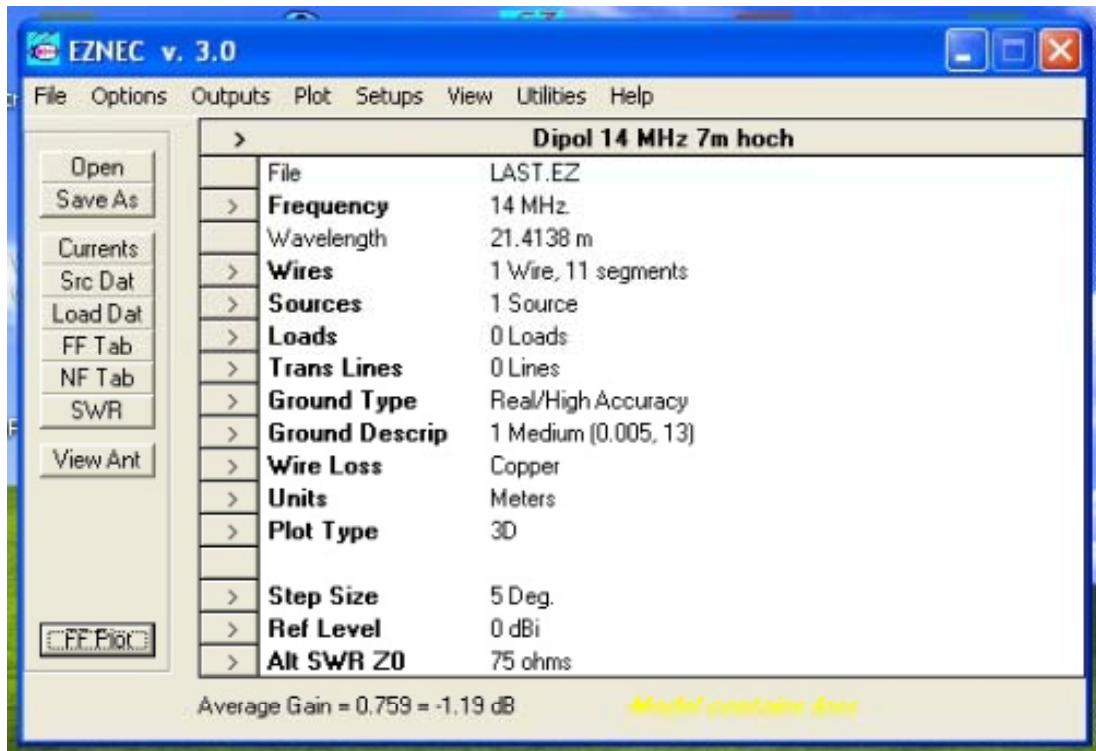 EZNEC v. 3.0
File Options Outputs Plot Setups View Utilities Help
Open
Save As
Currents
Src Dat
Load Dat
FF Tab
NF Tab
SWR
View Ant
FF Plot
> Dipol 14 MHz 7m hoch
File LAST.EZ
> Frequency 14 MHz.
Wavelength 21.4138 m
> Wires 1 Wire, 11 segments
> Sources 1 Source
> Loads 0 Loads
> Trans Lines 0 Lines
> Ground Type Real/High Accuracy
> Ground Descrip 1 Medium (0.005, 13)
> Wire Loss Copper
> Units Meters
> Plot Type 3D
> Step Size 5 Deg.
> Ref Level 0 dBi
> Alt SWR Z0 75 ohms
Average Gain = 0.759 = -1.19 dB
Model contains loss